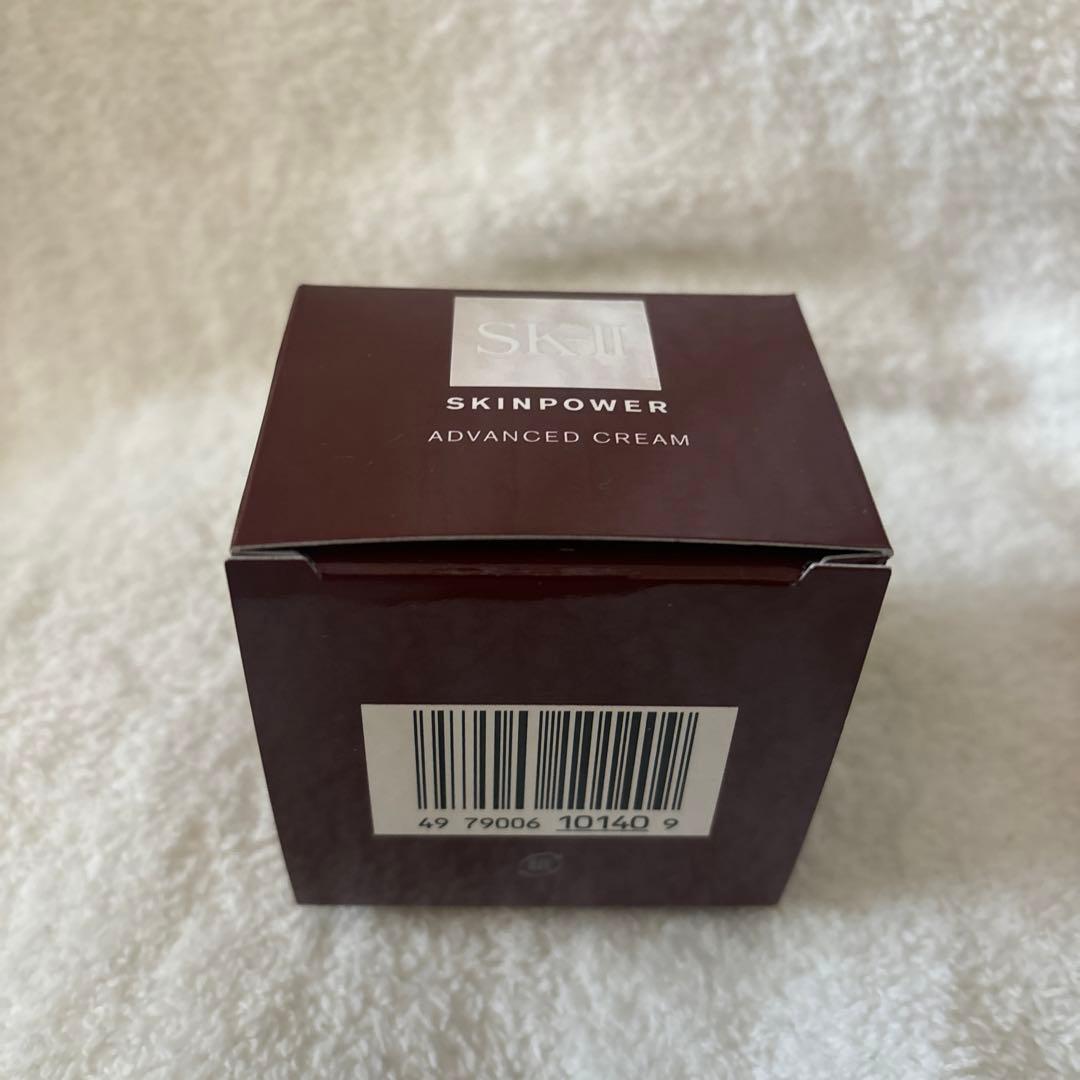 SK-II
SKINPOWER
ADVANCED CREAM
49 79006 10140 9